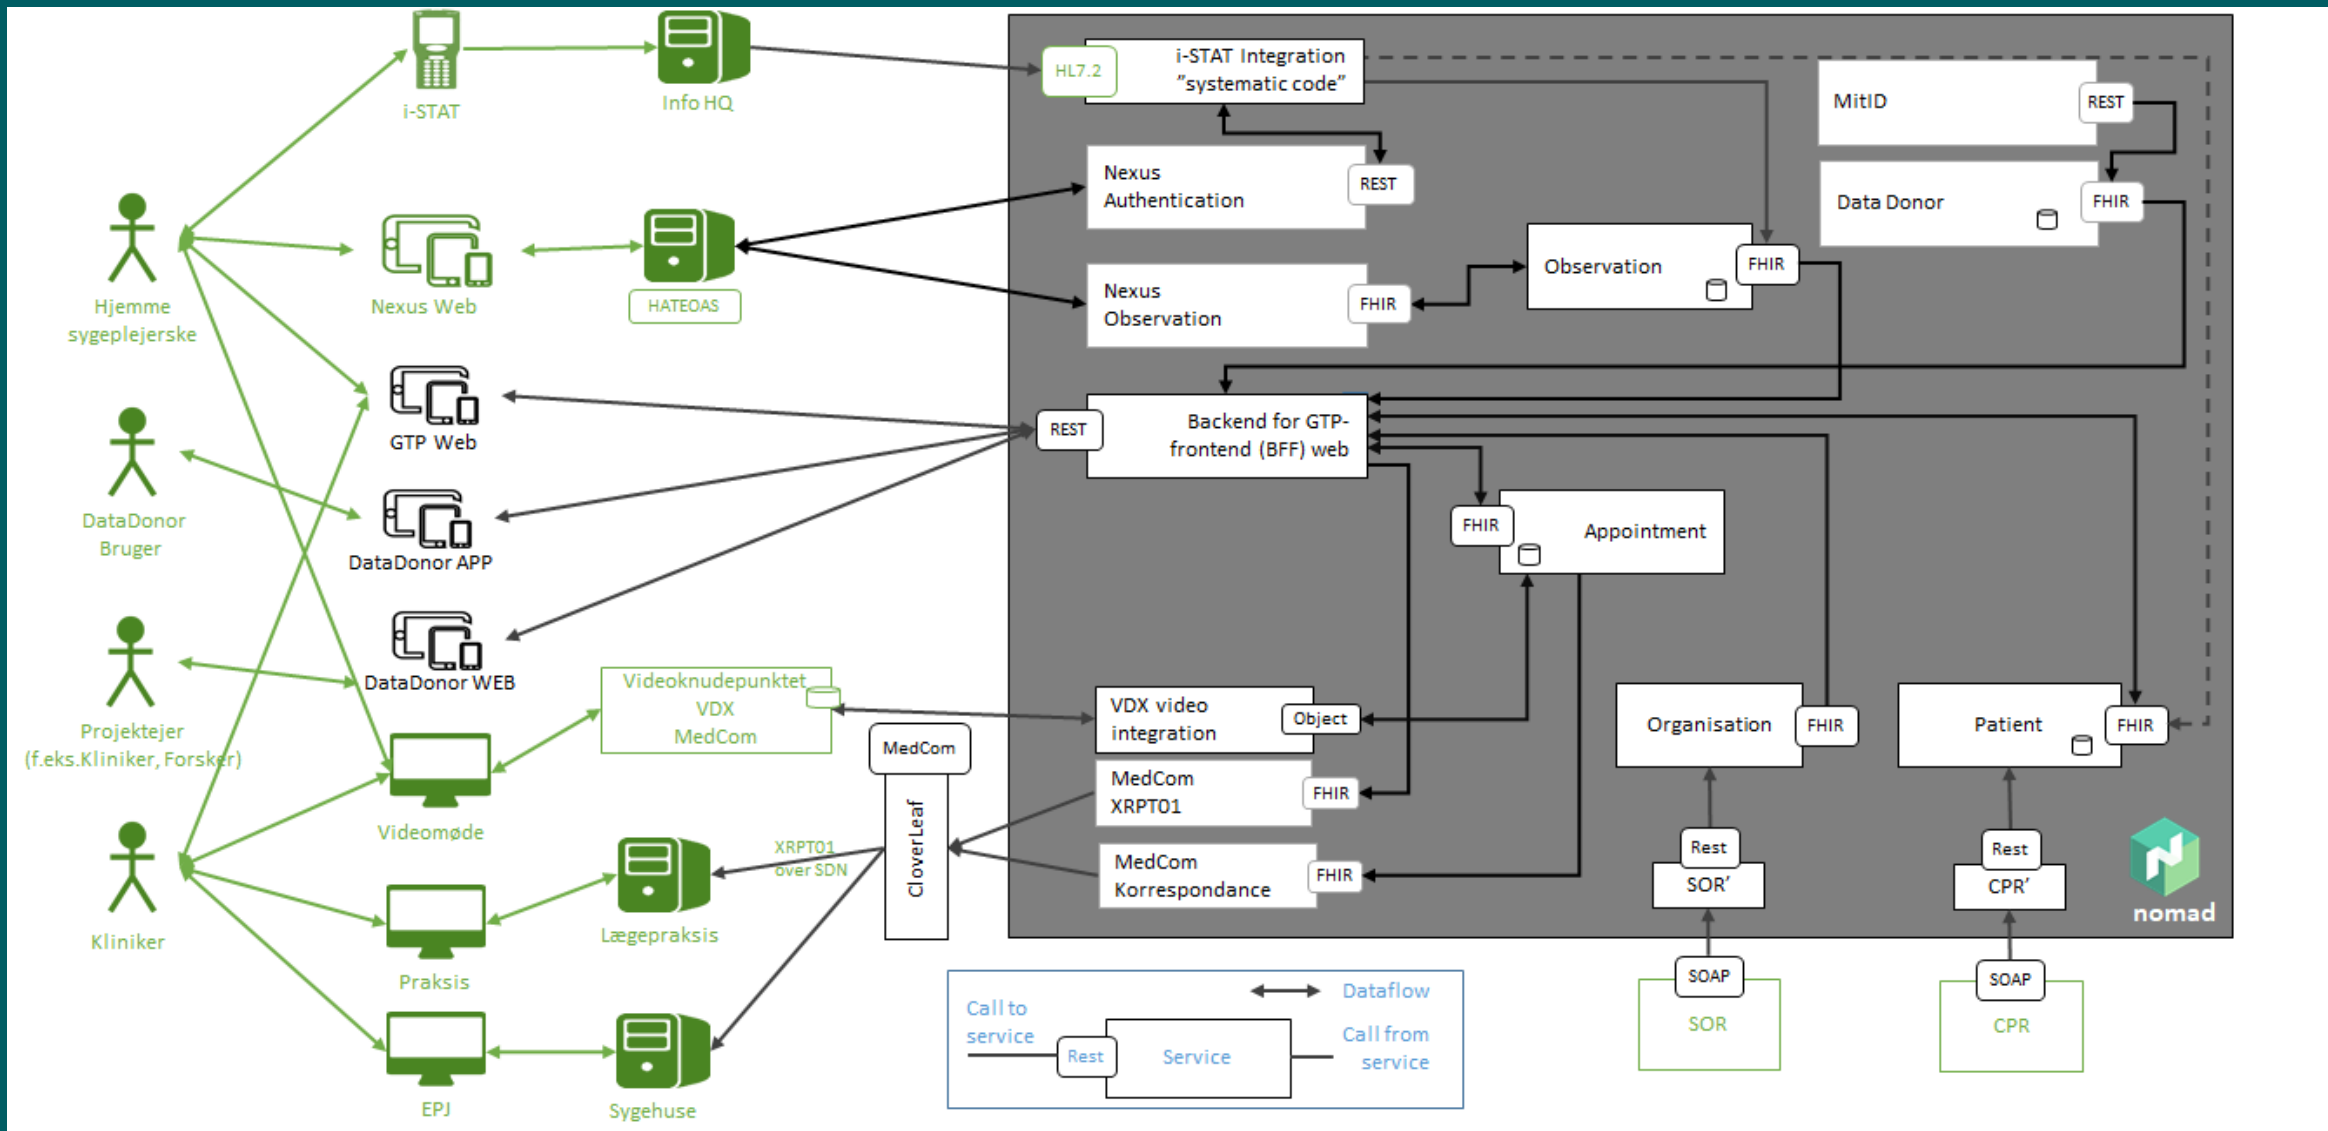 i-STAT
Info HQ
HL7.2
i-STAT Integration
"systematic code"
MitID
REST
Nexus
Authentication
REST
Data Donor
FHIR
Hjemme
sygeplejerske
Nexus Web
HATEOAS
Nexus
Observation
FHIR
Observation
FHIR
GTP Web
REST
Backend for GTP-
frontend (BFF) web
DataDonor
Bruger
DataDonor APP
FHIR
Appointment
DataDonor WEB
Projektejer
(f.eks.Kliniker, Forsker)
Videoknudepunktet
VDX
MedCom
VDX video
integration
Object
Organisation
FHIR
Patient
FHIR
MedCom
CloverLeaf
MedCom
XRPT01
FHIR
Videomøde
XRPT01
over SDN
MedCom
Korrespondance
FHIR
Rest
SOR’
Rest
CPR’
nomad
Kliniker
Lægepraksis
Praksis
SOAP
SOR
SOAP
CPR
EPJ
Sygehuse
Dataflow
Call to
service
Rest
Service
Call from
service